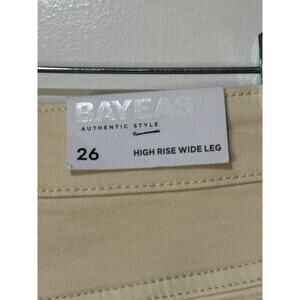 BAYEAS
AUTHENTIC STYLE
26 HIGH RISE WIDE LEG